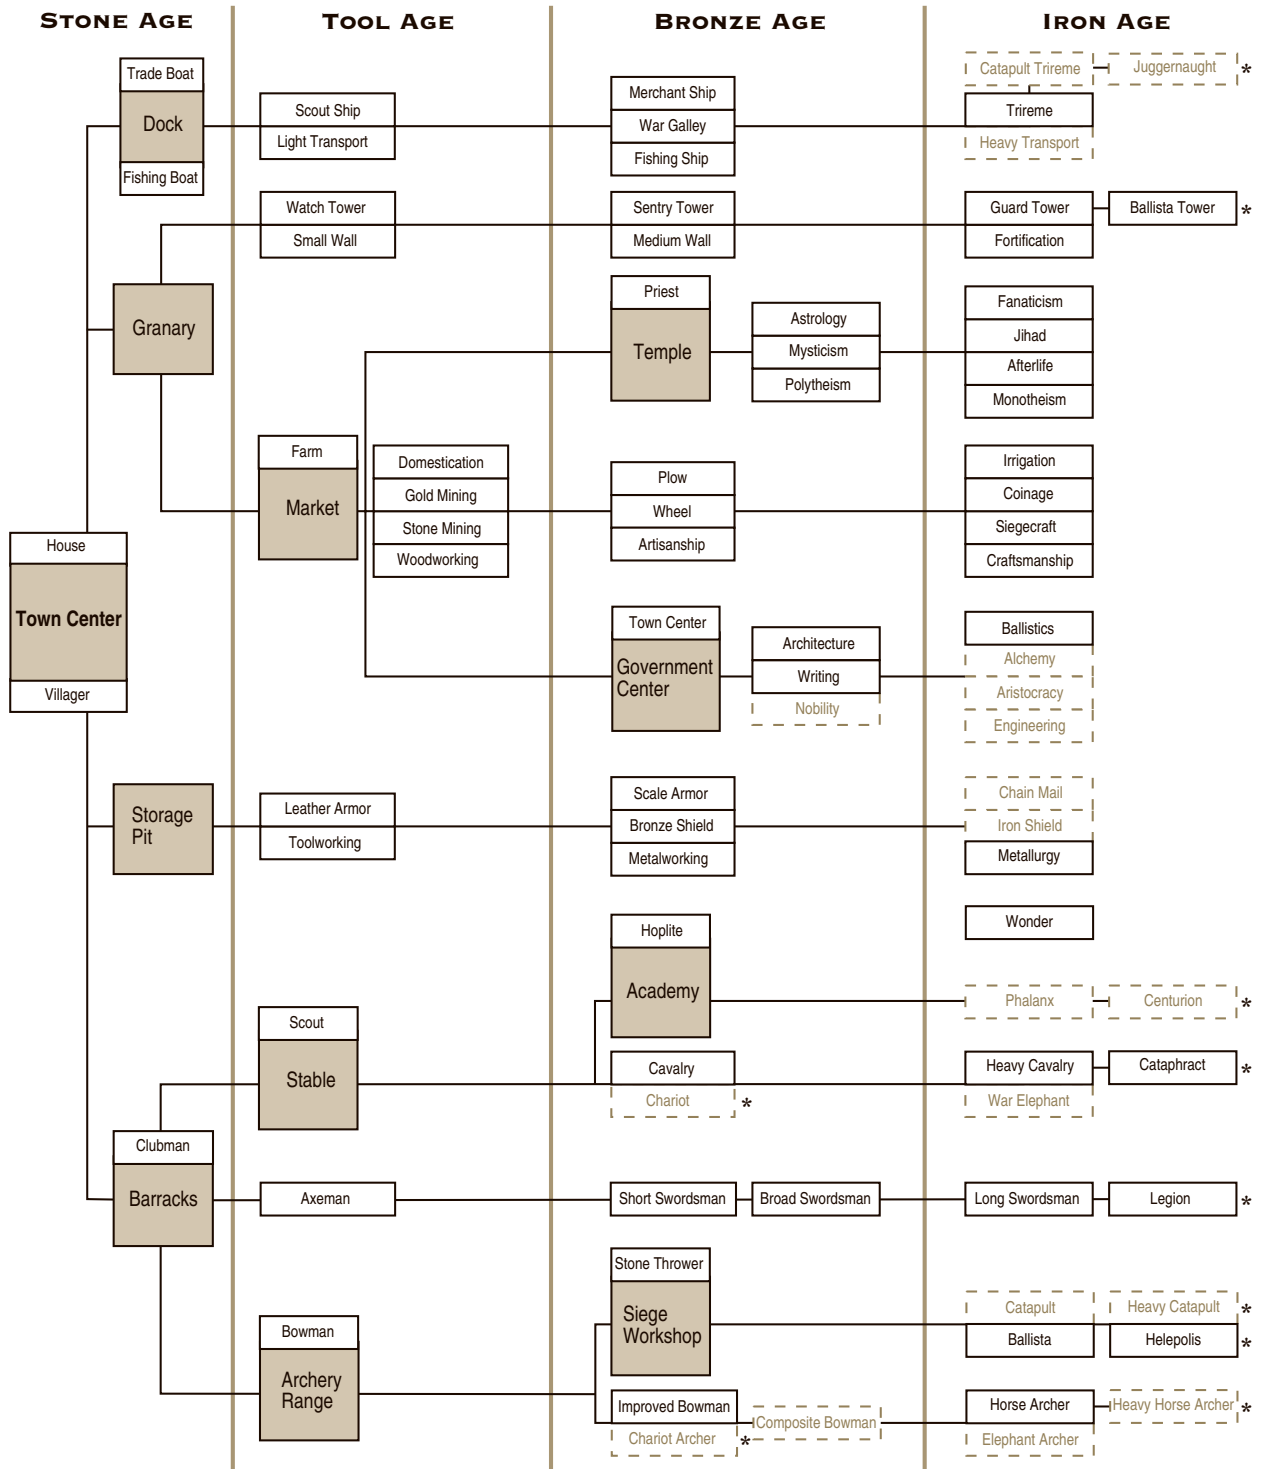 STONE AGE
TOOL AGE
BRONZE AGE
IRON AGE
Trade Boat
Dock
Fishing Boat
Scout Ship
Light Transport
Merchant Ship
War Galley
Fishing Ship
Catapult Trireme
Juggernaught *
Trireme
Heavy Transport
Watch Tower
Small Wall
Sentry Tower
Medium Wall
Guard Tower
Ballista Tower *
Fortification
Granary
Priest
Temple
Astrology
Mysticism
Polytheism
Fanaticism
Jihad
Afterlife
Monotheism
Farm
Market
Domestication
Gold Mining
Stone Mining
Woodworking
Plow
Wheel
Artisanship
Irrigation
Coinage
Siegecraft
Craftsmanship
House
Town Center
Villager
Town Center
Government
Center
Architecture
Writing
Nobility
Ballistics
Alchemy
Aristocracy
Engineering
Storage
Pit
Leather Armor
Toolworking
Scale Armor
Bronze Shield
Metalworking
Chain Mail
Iron Shield
Metallurgy
Wonder
Hoplite
Academy
Phalanx
Centurion *
Scout
Stable
Cavalry
Chariot *
Heavy Cavalry
Cataphract *
War Elephant
Clubman
Barracks
Axeman
Short Swordsman
Broad Swordsman
Long Swordsman
Legion *
Stone Thrower
Siege
Workshop
Catapult
Heavy Catapult *
Ballista
Helepolis *
Bowman
Archery
Range
Improved Bowman
Chariot Archer *
Composite Bowman
Horse Archer
Heavy Horse Archer *
Elephant Archer